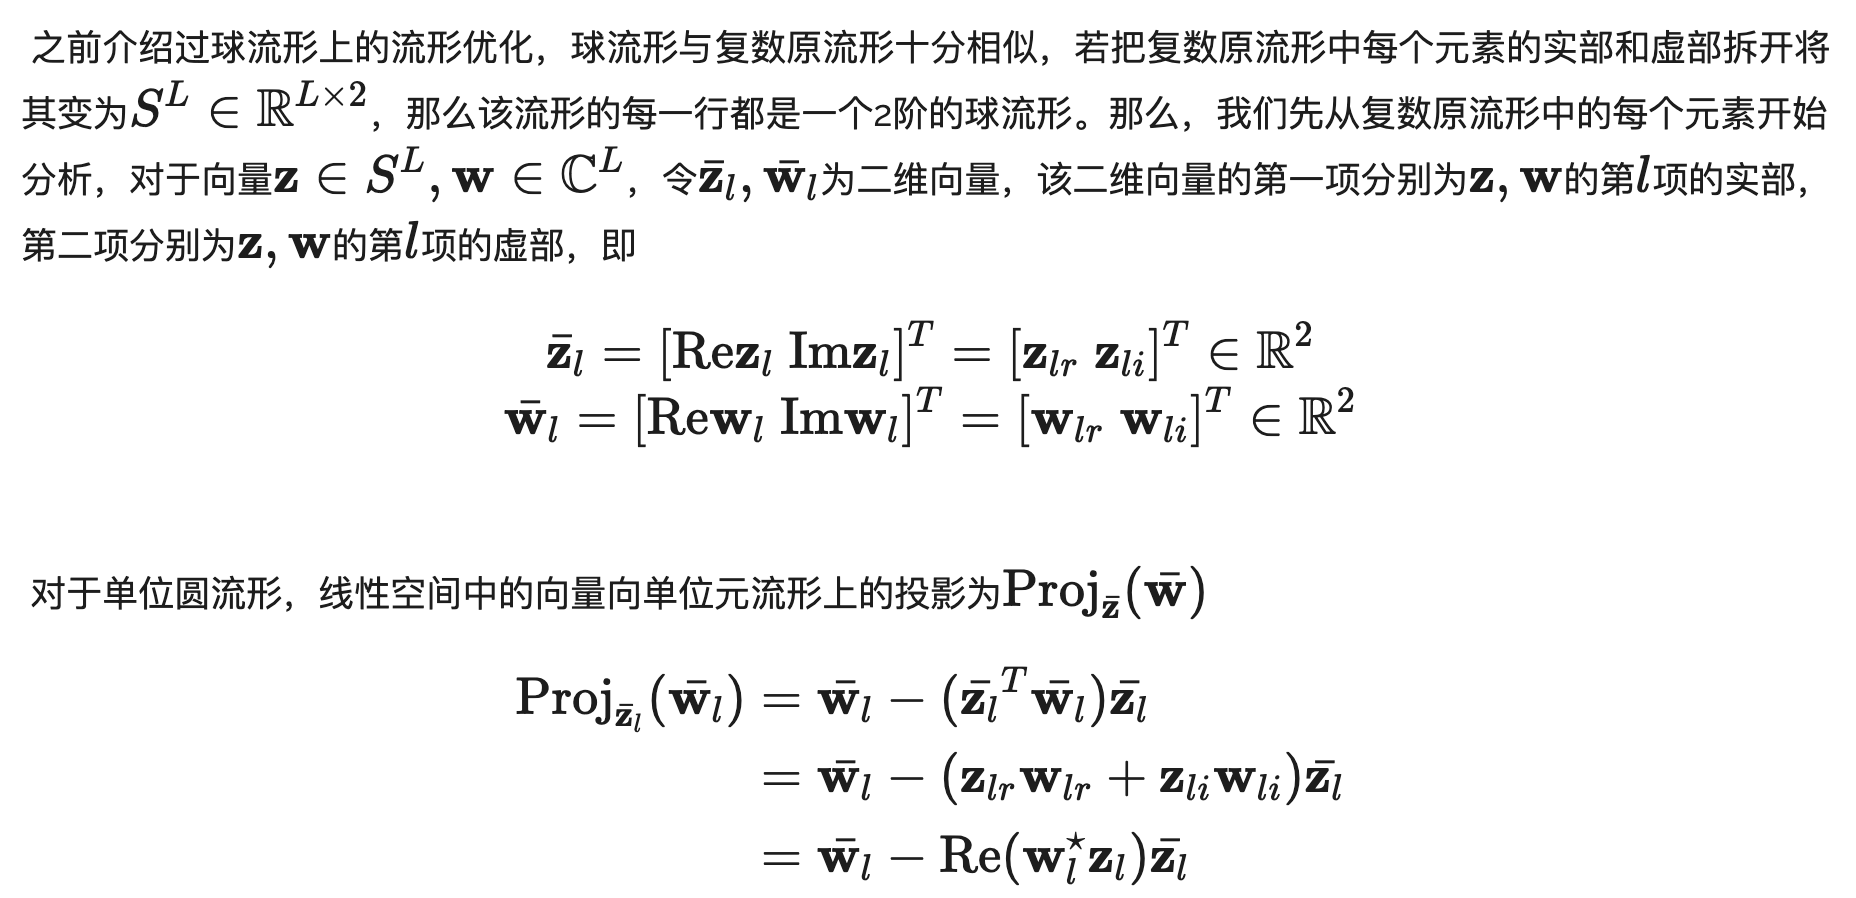 之前介绍过球流形上的流形优化，球流形与复数原流形十分相似，若把复数原流形中每个元素的实部和虚部拆开将
其变为$S^L \in \mathbb{R}^{L \times 2}$，那么该流形的每一行都是一个2阶的球流形。那么，我们先从复数原流形中的每个元素开始
分析，对于向量$\mathbf{z} \in S^L, \mathbf{w} \in \mathbb{C}^L$，令$\bar{\mathbf{z}}_l, \bar{\mathbf{w}}_l$为二维向量，该二维向量的第一项分别为$\mathbf{z}, \mathbf{w}$的第$l$项的实部，
第二项分别为$\mathbf{z}, \mathbf{w}$的第$l$项的虚部，即
$\bar{\mathbf{z}}_l = [\mathrm{Re}\mathbf{z}_l \ \mathrm{Im}\mathbf{z}_l]^T = [\mathbf{z}_{lr} \ \mathbf{z}_{li}]^T \in \mathbb{R}^2$
$\bar{\mathbf{w}}_l = [\mathrm{Re}\mathbf{w}_l \ \mathrm{Im}\mathbf{w}_l]^T = [\mathbf{w}_{lr} \ \mathbf{w}_{li}]^T \in \mathbb{R}^2$
对于单位圆流形，线性空间中的向量向单位元流形上的投影为$\mathrm{Proj}_{\bar{\mathbf{z}}}(\bar{\mathbf{w}})$
$\mathrm{Proj}_{\bar{\mathbf{z}}_l}(\bar{\mathbf{w}}_l) = \bar{\mathbf{w}}_l - (\bar{\mathbf{z}_l}^T \bar{\mathbf{w}}_l)\bar{\mathbf{z}_l}$
$= \bar{\mathbf{w}}_l - (\mathbf{z}_{lr}\mathbf{w}_{lr} + \mathbf{z}_{li}\mathbf{w}_{li})\bar{\mathbf{z}_l}$
$= \bar{\mathbf{w}}_l - \mathrm{Re}(\mathbf{w}_l^\star \mathbf{z}_l)\bar{\mathbf{z}_l}$